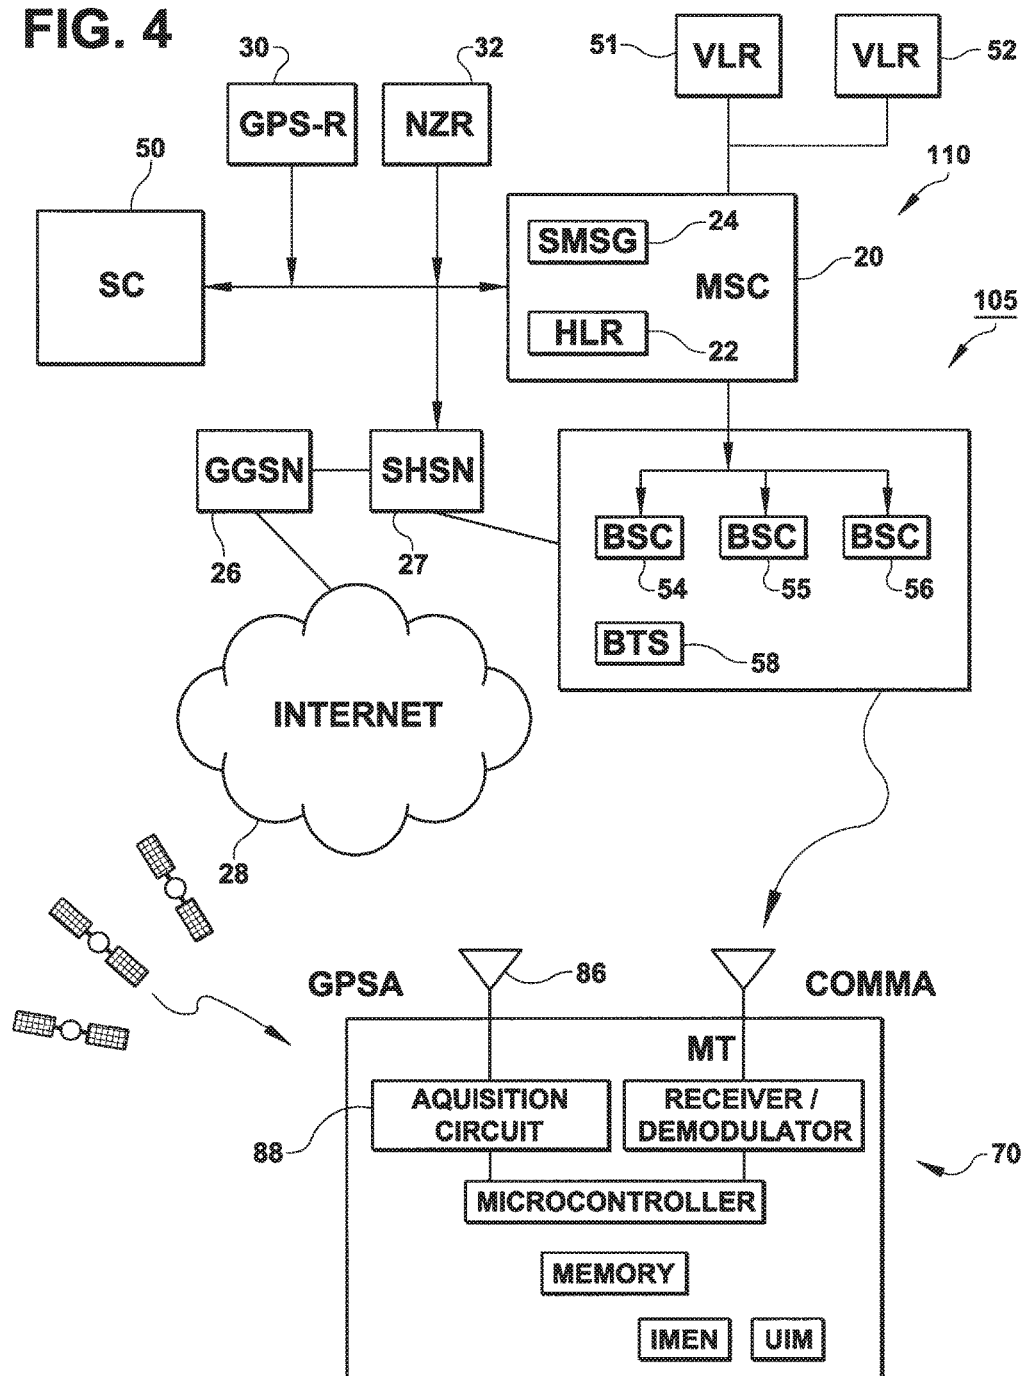 FIG. 4
30
32
51
VLR
VLR
52
GPS-R
NZR
50
110
SMSG
24
SC
MSC
20
HLR
22
105
GGSN
SHSN
26
27
BSC
BSC
BSC
54
55
56
BTS
58
INTERNET
28
GPSA
86
COMMA
MT
AQUISITION
CIRCUIT
RECEIVER /
DEMODULATOR
88
70
MICROCONTROLLER
MEMORY
IMEN
UIM